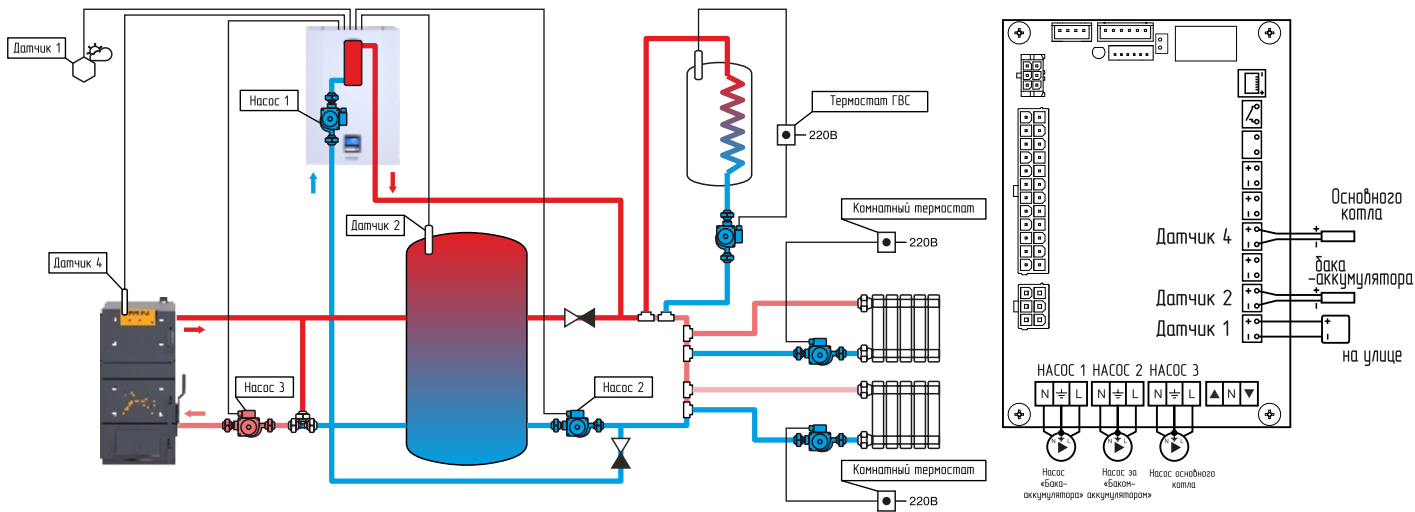 Датчик 1
Насос 1
Датчик 4
Насос 3
Датчик 2
Насос 2
Термостат ГВС
220В
Комнатный термостат
220В
Комнатный термостат
220В
Датчик 4
Основного
котла
Датчик 2
бака
-аккумулятора
Датчик 1
на улице
НАСОС 1 НАСОС 2 НАСОС 3
N L N L N L N
N L N L N L
Насос
«Бака-
аккумулятора»
Насос за
«Баком-
аккумулятором»
Насос основного
котла